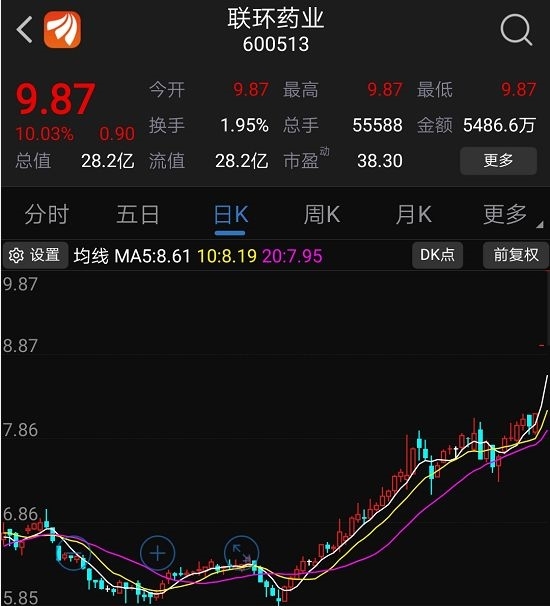 联环药业
600513
9.87 今开 9.87 最高 9.87 最低 9.87
10.03% 0.90 换手 1.95% 总手 55588 金额 5486.6万
总值 28.2亿 流值 28.2亿 市盈动 38.30 更多
分时 五日 日K 周K 月K 更多
设置 均线 MA5:8.61 10:8.19 20:7.95 DK点 前复权
9.87
8.87
7.86
6.86
5.85